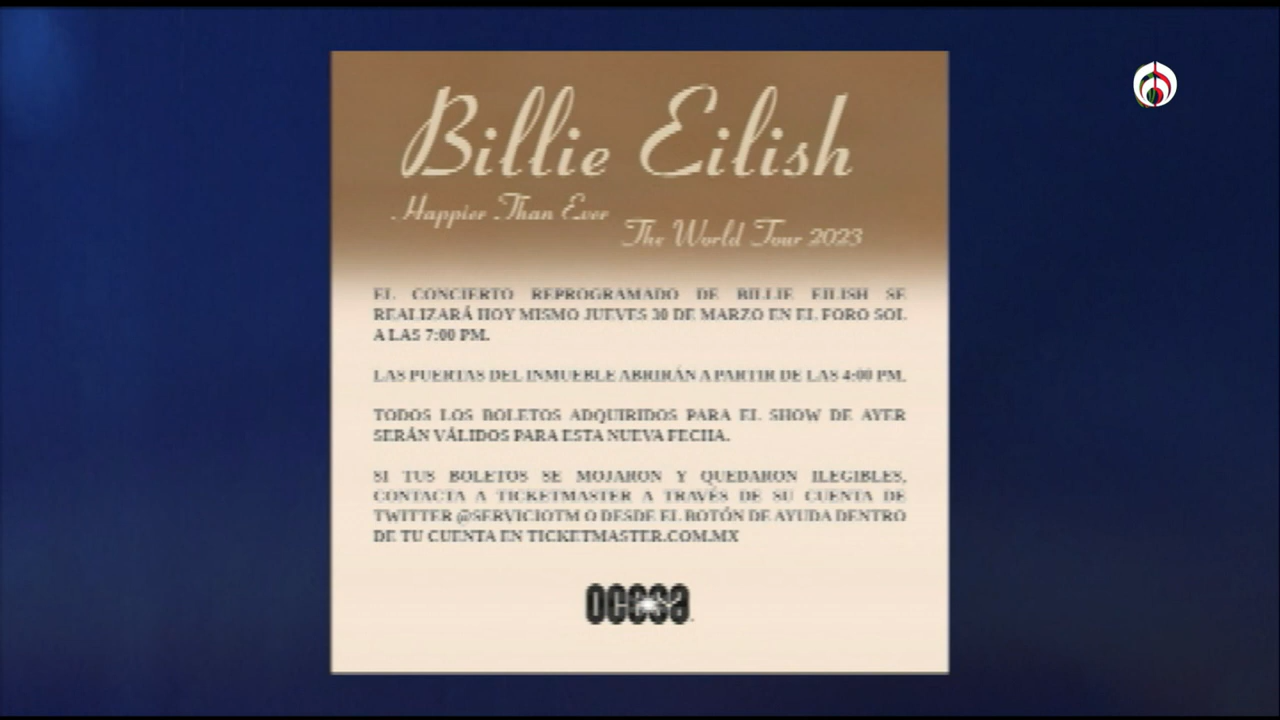 Billie Eilish
Happier Than Ever
The World Tour 2023
EL CONCIERTO REPROGRAMADO DE BILLIE EILISH SE
REALIZARÁ HOY MISMO JUEVES 30 DE MARZO EN EL FORO SOL
A LAS 7:00 PM.
LAS PUERTAS DEL INMUEBLE ABRIRÁN A PARTIR DE LAS 4:00 PM.
TODOS LOS BOLETOS ADQUIRIDOS PARA EL SHOW DE AYER
SERÁN VÁLIDOS PARA ESTA NUEVA FECHA.
SI TUS BOLETOS SE MOJARON Y QUEDARON ILEGIBLES,
CONTACTA A TICKETMASTER A TRAVÉS DE SU CUENTA DE
TWITTER @SERVICIOTM O DESDE EL BOTÓN DE AYUDA DENTRO
DE TU CUENTA EN TICKETMASTER.COM.MX
ocesa